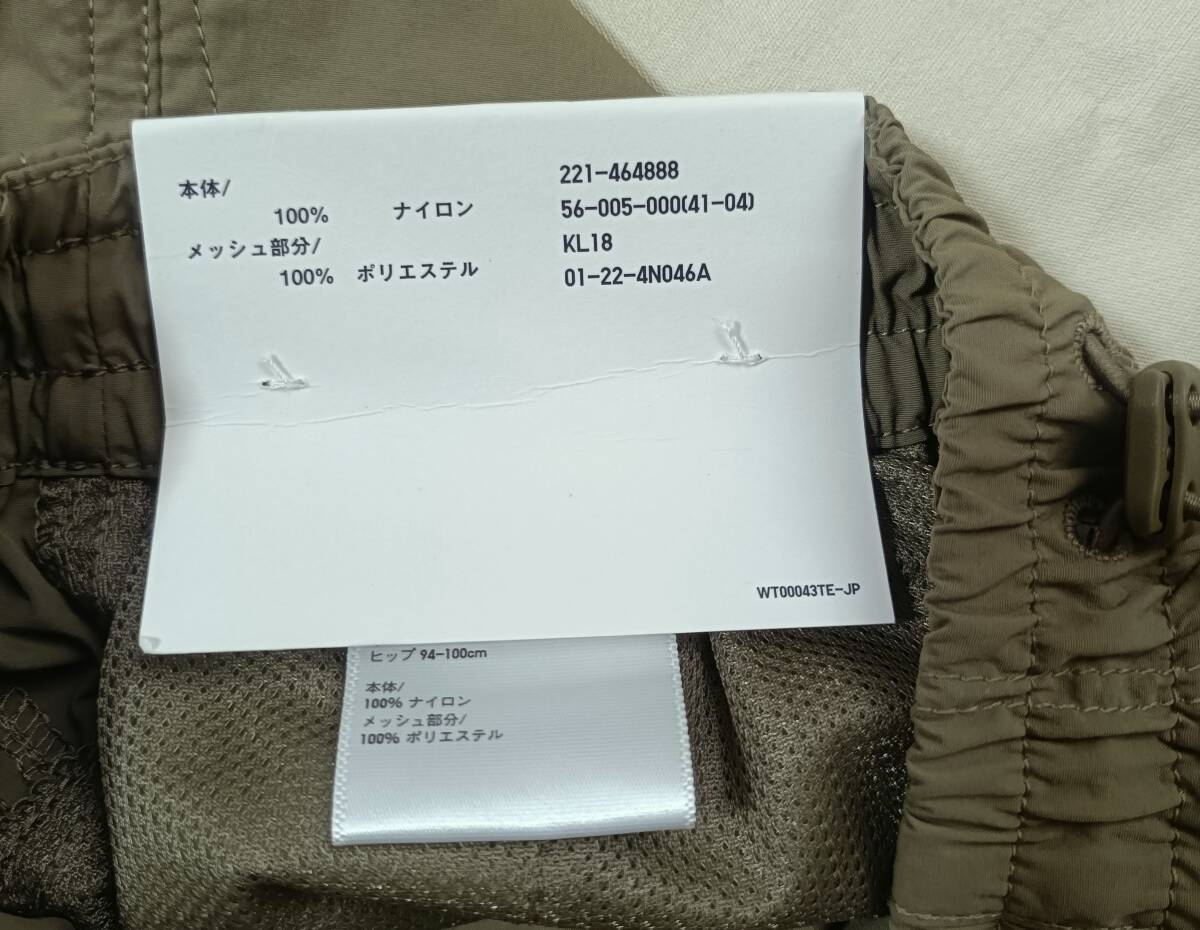 本体/
100% ナイロン
メッシュ部分/
100% ポリエステル
221-464888
56-005-000(41-04)
KL18
01-22-4N046A
WT00043TE-JP
ヒップ 94-100cm
本体/
100% ナイロン
メッシュ部分/
100% ポリエステル